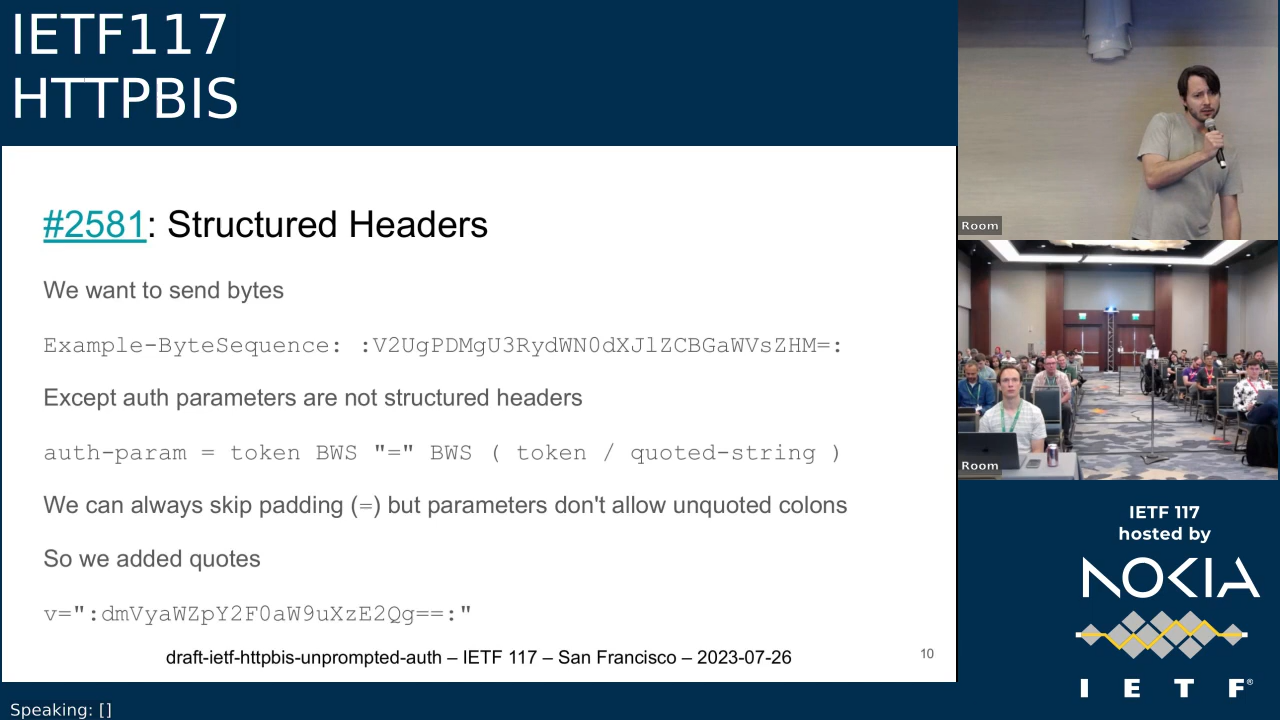 IETF117
HTTPBIS
#2581: Structured Headers
We want to send bytes
Example-ByteSequence: :V2UgPDMgU3RydWN0dXJlZCBGaWVsZHM=:
Except auth parameters are not structured headers
auth-param = token BWS "=" BWS ( token / quoted-string )
We can always skip padding (=) but parameters don't allow unquoted colons
So we added quotes
v=":dmVyaWZpY2F0aW9uXzE2Qg==:"
draft-ietf-httpbis-unprompted-auth – IETF 117 – San Francisco – 2023-07-26
10
Room
Room
IETF 117
hosted by
NOKIA
I E T F®
Speaking: []